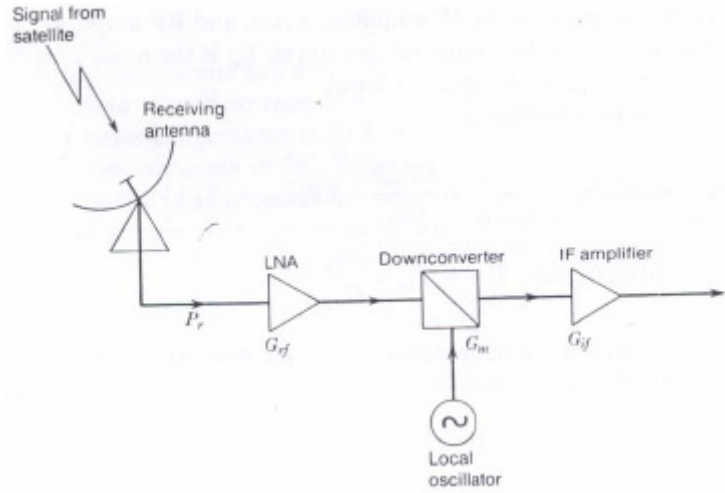 Signal from
satellite
Receiving
antenna
LNA
Downconverter
IF amplifier
P_r
G_rf
G_m
G_if
Local
oscillator